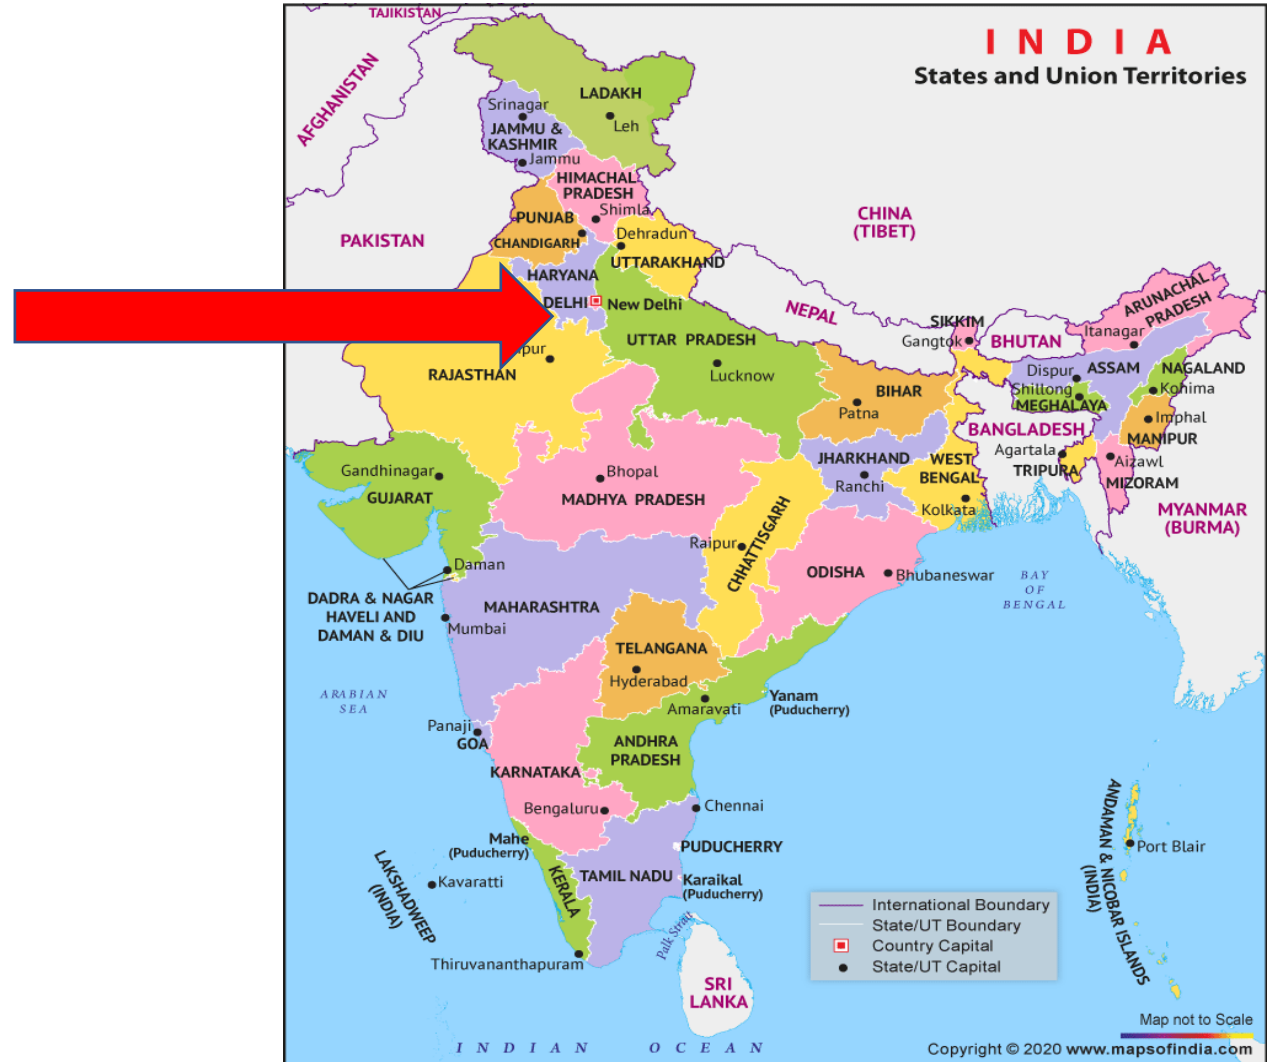 TAJIKISTAN
I N D I A
States and Union Territories
AFGHANISTAN
LADAKH
Leh
Srinagar
JAMMU &
KASHMIR
Jammu
HIMACHAL
PRADESH
Shimla
PUNJAB
CHANDIGARH
Dehradun
UTTARAKHAND
PAKISTAN
CHINA
(TIBET)
HARYANA
DELHI
New Delhi
NEPAL
UTTAR PRADESH
Lucknow
pur
RAJASTHAN
SIKKIM
Gangtok
BHUTAN
ARUNACHAL
PRADESH
Itanagar
Dispur
ASSAM
NAGALAND
Kohima
Shillong
MEGHALAYA
Imphal
MANIPUR
BIHAR
Patna
BANGLADESH
Agartala
TRIPURA
Aizawl
MIZORAM
MYANMAR
(BURMA)
JHARKHAND
Ranchi
WEST
BENGAL
Kolkata
Gandhinagar
GUJARAT
Bhopal
MADHYA PRADESH
Raipur
CHHATTISGARH
ODISHA
Bhubaneswar
BAY
OF
BENGAL
Daman
DADRA & NAGAR
HAVELI AND
DAMAN & DIU
MAHARASHTRA
Mumbai
TELANGANA
Hyderabad
ARABIAN
SEA
Amaravati
Yanam
(Puducherry)
Panaji
GOA
ANDHRA
PRADESH
KARNATAKA
Bengaluru
Chennai
Mahe
(Puducherry)
PUDUCHERRY
KERALA
TAMIL NADU
Karaikal
(Puducherry)
LAKSHADWEEP
(INDIA)
Kavaratti
Thiruvananthapuram
Palk Strait
SRI
LANKA
ANDAMAN & NICOBAR ISLANDS
(INDIA)
Port Blair
International Boundary
State/UT Boundary
Country Capital
State/UT Capital
Map not to Scale
I N D I A N   O C E A N
Copyright © 2020 www.mapsofindia.com